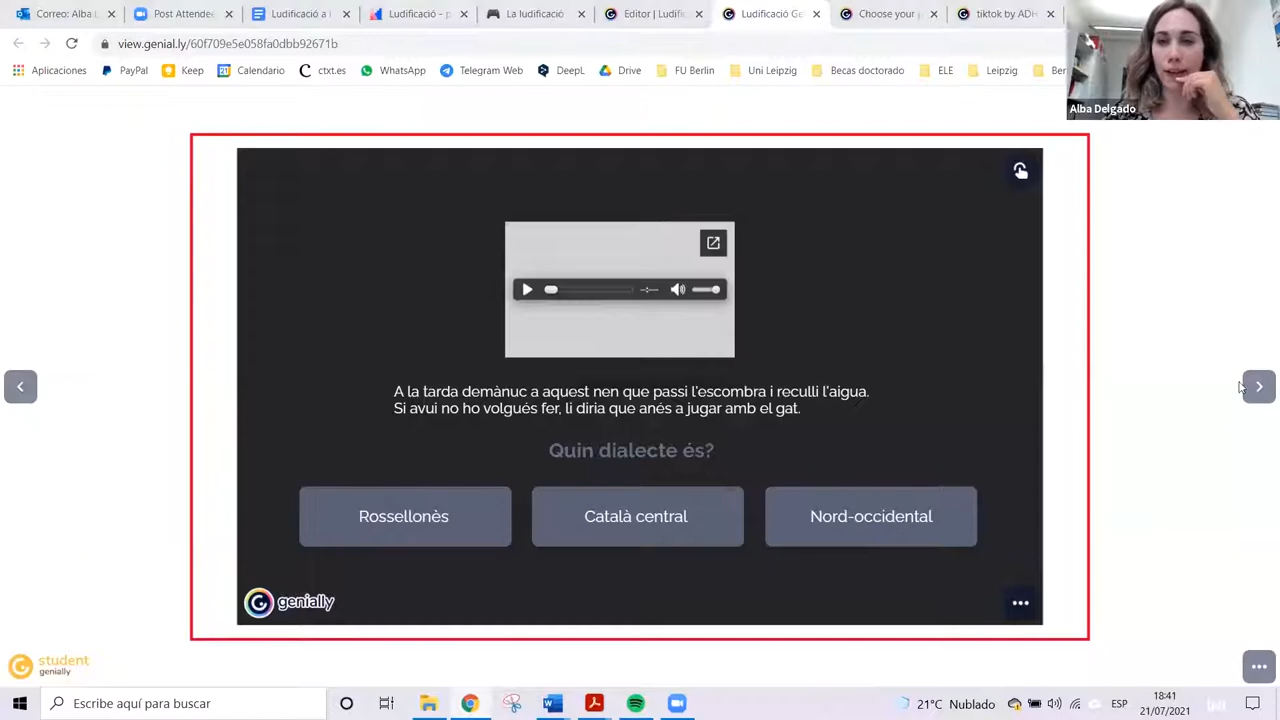 Correo: Alba D
Post Attende
Ludificació a l
Ludificació - p
La ludificació
Editor | Ludific
Ludificació Ge
Choose your
tiktok by ADH
view.genial.ly/60f709e5e058fa0dbb92671b
Aplicaciones
PayPal
Keep
Calendario
ctxt.es
WhatsApp
Telegram Web
DeepL
Drive
FU Berlin
Uni Leipzig
Becas doctorado
ELE
Leipzig
Ber
Alba Delgado
A la tarda demànuc a aquest nen que passi l'escombra i reculli l'aigua.
Si avui no ho volgués fer, li diria que anés a jugar amb el gat.
Quin dialecte és?
Rossellonès
Català central
Nord-occidental
genially
student
genially
Escribe aquí para buscar
21°C Nublado
ESP
18:41
21/07/2021